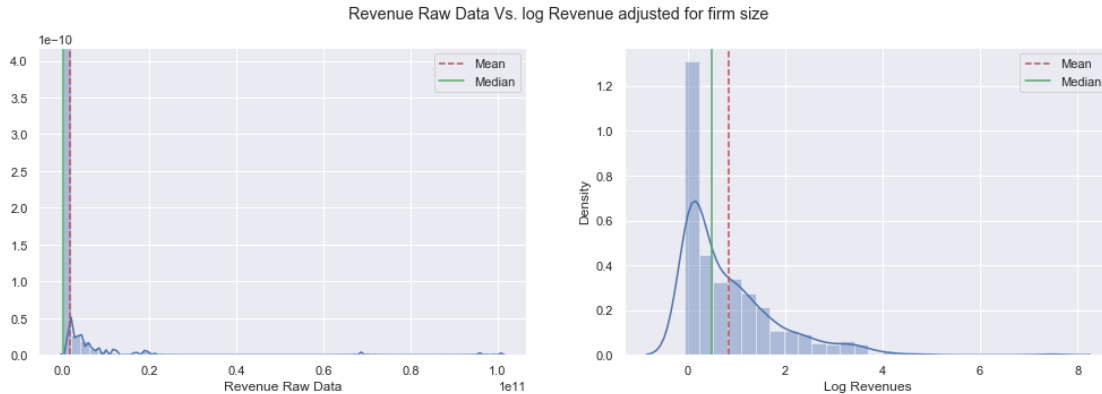 Revenue Raw Data Vs. log Revenue adjusted for firm size
1e−10
4.0
3.5
3.0
2.5
2.0
1.5
1.0
0.5
0.0
0.0 0.2 0.4 0.6 0.8 1.0
1e11
Revenue Raw Data
Mean
Median
Density
1.2
1.0
0.8
0.6
0.4
0.2
0.0
0 2 4 6 8
Log Revenues
Mean
Median